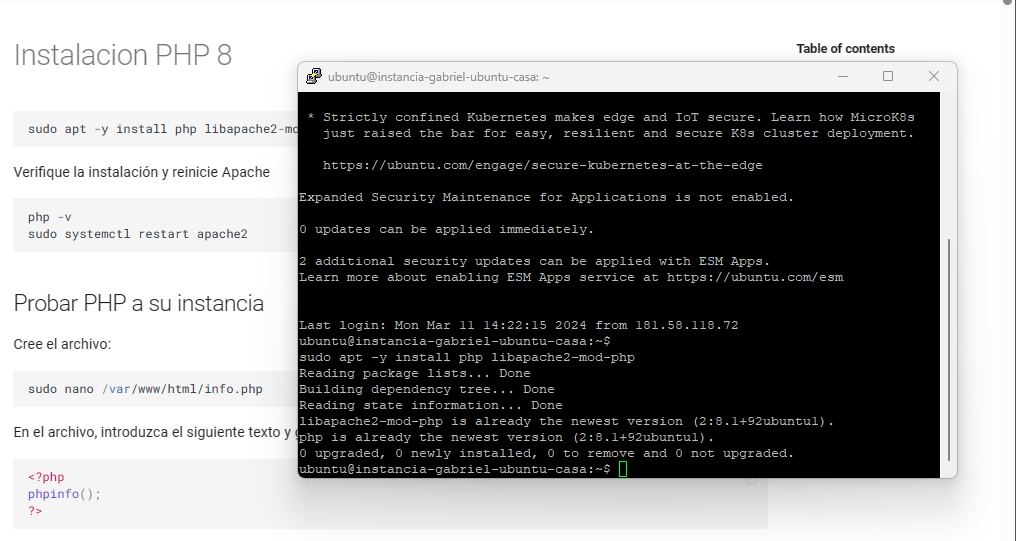 Instalacion PHP 8
sudo apt -y install php libapache2-mo
Verifique la instalación y reinicie Apache
php -v
sudo systemctl restart apache2
Probar PHP a su instancia
Cree el archivo:
sudo nano /var/www/html/info.php
En el archivo, introduzca el siguiente texto y
<?php
phpinfo();
?>
Table of contents
ubuntu@instancia-gabriel-ubuntu-casa: ~
* Strictly confined Kubernetes makes edge and IoT secure. Learn how MicroK8s
just raised the bar for easy, resilient and secure K8s cluster deployment.
https://ubuntu.com/engage/secure-kubernetes-at-the-edge
Expanded Security Maintenance for Applications is not enabled.
0 updates can be applied immediately.
2 additional security updates can be applied with ESM Apps.
Learn more about enabling ESM Apps service at https://ubuntu.com/esm
Last login: Mon Mar 11 14:22:15 2024 from 181.58.118.72
ubuntu@instancia-gabriel-ubuntu-casa:~$
sudo apt -y install php libapache2-mod-php
Reading package lists... Done
Building dependency tree... Done
Reading state information... Done
libapache2-mod-php is already the newest version (2:8.1+92ubuntu1).
php is already the newest version (2:8.1+92ubuntu1).
0 upgraded, 0 newly installed, 0 to remove and 0 not upgraded.
ubuntu@instancia-gabriel-ubuntu-casa:~$